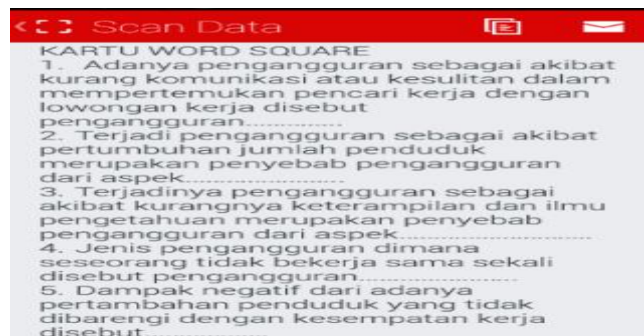 Scan Data
KARTU WORD SQUARE
1. Adanya pengangguran sebagai akibat
kurang komunikasi atau kesulitan dalam
mempertemukan pencari kerja dengan
lowongan kerja disebut
pengangguran..............
2. Terjadi pengangguran sebagai akibat
pertumbuhan jumlah penduduk
merupakan penyebab pengangguran
dari aspek.......................
3. Terjadinya pengangguran sebagai
akibat kurangnya keterampilan dan ilmu
pengetahuan merupakan penyebab
pengangguran dari aspek............................
4. Jenis pengangguran dimana
seseorang tidak bekerja sama sekali
disebut pengangguran.......................
5. Dampak negatif dari adanya
pertambahan penduduk yang tidak
dibarengi dengan kesempatan kerja
disebut..................